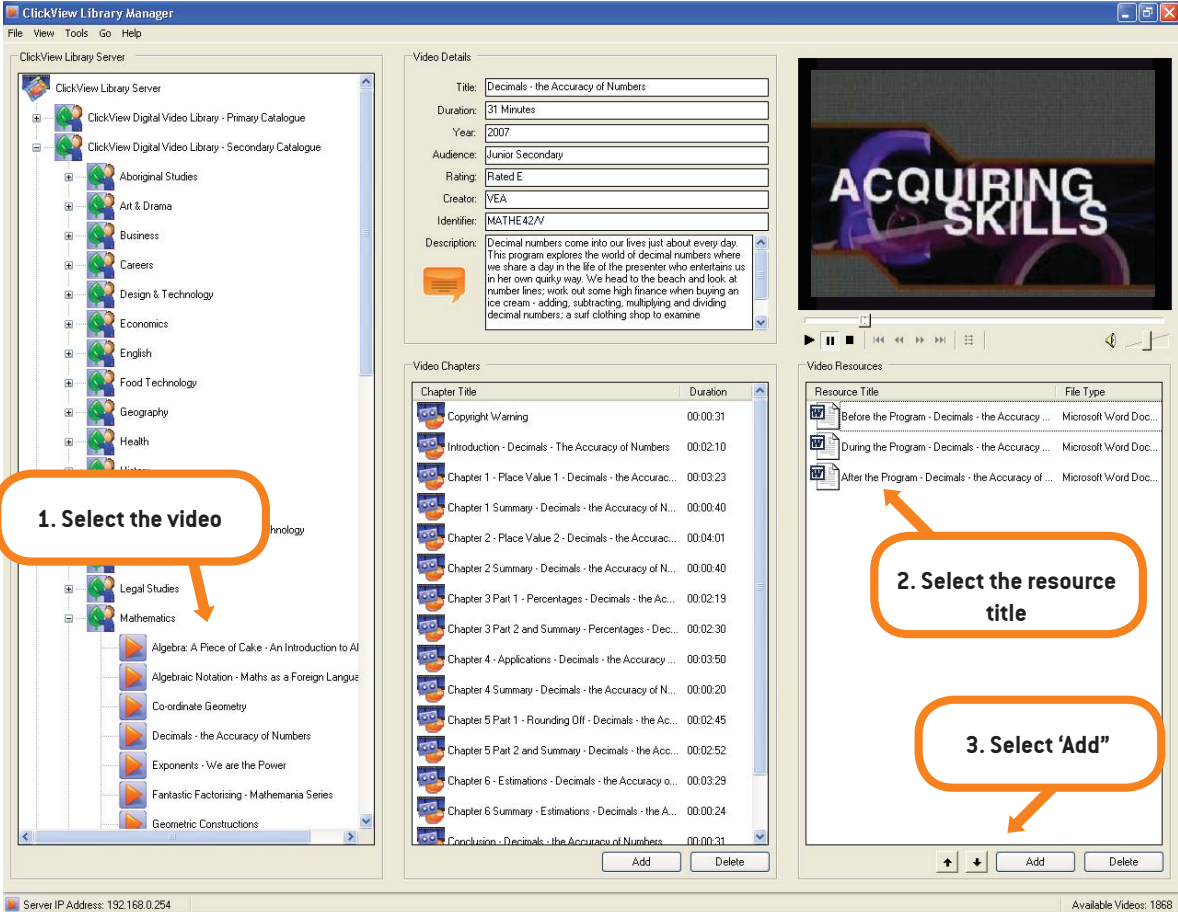 ClickView Library Manager
File View Tools Go Help
ClickView Library Server
ClickView Library Server
ClickView Digital Video Library - Primary Catalogue
ClickView Digital Video Library - Secondary Catalogue
Aboriginal Studies
Art & Drama
Business
Careers
Design & Technology
Economics
English
Food Technology
Geography
Health
History
1. Select the video
hnology
Legal Studies
Mathematics
Algebra: A Piece of Cake - An Introduction to Al
Algebraic Notation - Maths as a Foreign Langua
Co-ordinate Geometry
Decimals - the Accuracy of Numbers
Exponents - We are the Power
Fantastic Factorising - Mathemania Series
Geometric Constructions
Video Details
Title: Decimals - the Accuracy of Numbers
Duration: 31 Minutes
Year: 2007
Audience: Junior Secondary
Rating: Rated E
Creator: VEA
Identifier: MATHE42/V
Description: Decimal numbers come into our lives just about every day.
This program explores the world of decimal numbers where
we share a day in the life of the presenter who entertains us
in her own quirky way. We head to the beach and look at
number lines; work out some high finance when buying an
ice cream - adding, subtracting, multiplying and dividing
decimal numbers; a surf clothing shop to examine
ACQUIRING
SKILLS
Video Chapters
Chapter Title Duration
Copyright Warning 00:00:31
Introduction - Decimals - The Accuracy of Numbers 00:02:10
Chapter 1 - Place Value 1 - Decimals - the Accurac... 00:03:23
Chapter 1 Summary - Decimals - the Accuracy of N... 00:00:40
Chapter 2 - Place Value 2 - Decimals - the Accurac... 00:04:01
Chapter 2 Summary - Decimals - the Accuracy of N... 00:00:40
Chapter 3 Part 1 - Percentages - Decimals - the Ac... 00:02:19
Chapter 3 Part 2 and Summary - Percentages - Dec... 00:02:30
Chapter 4 - Applications - Decimals - the Accuracy ... 00:03:50
Chapter 4 Summary - Decimals - the Accuracy of N... 00:00:20
Chapter 5 Part 1 - Rounding Off - Decimals - the Ac... 00:02:45
Chapter 5 Part 2 and Summary - Decimals - the Acc... 00:02:52
Chapter 6 - Estimations - Decimals - the Accuracy o... 00:03:29
Chapter 6 Summary - Estimations - Decimals - the A... 00:00:24
Conclusion - Decimals - the Accuracy of Numbers 00:00:31
Add Delete
Video Resources
Resource Title File Type
Before the Program - Decimals - the Accuracy ... Microsoft Word Doc...
During the Program - Decimals - the Accuracy ... Microsoft Word Doc...
After the Program - Decimals - the Accuracy of ... Microsoft Word Doc...
2. Select the resource
title
3. Select ‘Add”
Add Delete
Server IP Address: 192.168.0.254
Available Videos: 1868